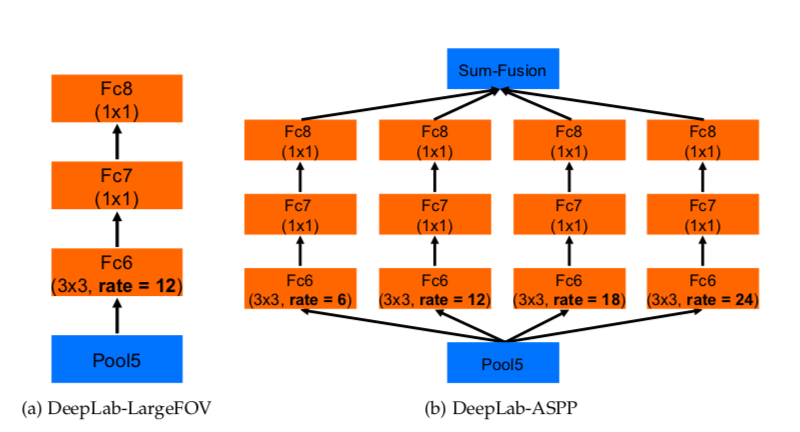 Fc8
(1x1)
Fc7
(1x1)
Fc6
(3x3, rate = 12)
Pool5
(a) DeepLab-LargeFOV
Sum-Fusion
Fc8
(1x1)
Fc8
(1x1)
Fc8
(1x1)
Fc8
(1x1)
Fc7
(1x1)
Fc7
(1x1)
Fc7
(1x1)
Fc7
(1x1)
Fc6
(3x3, rate = 6)
Fc6
(3x3, rate = 12)
Fc6
(3x3, rate = 18)
Fc6
(3x3, rate = 24)
Pool5
(b) DeepLab-ASPP